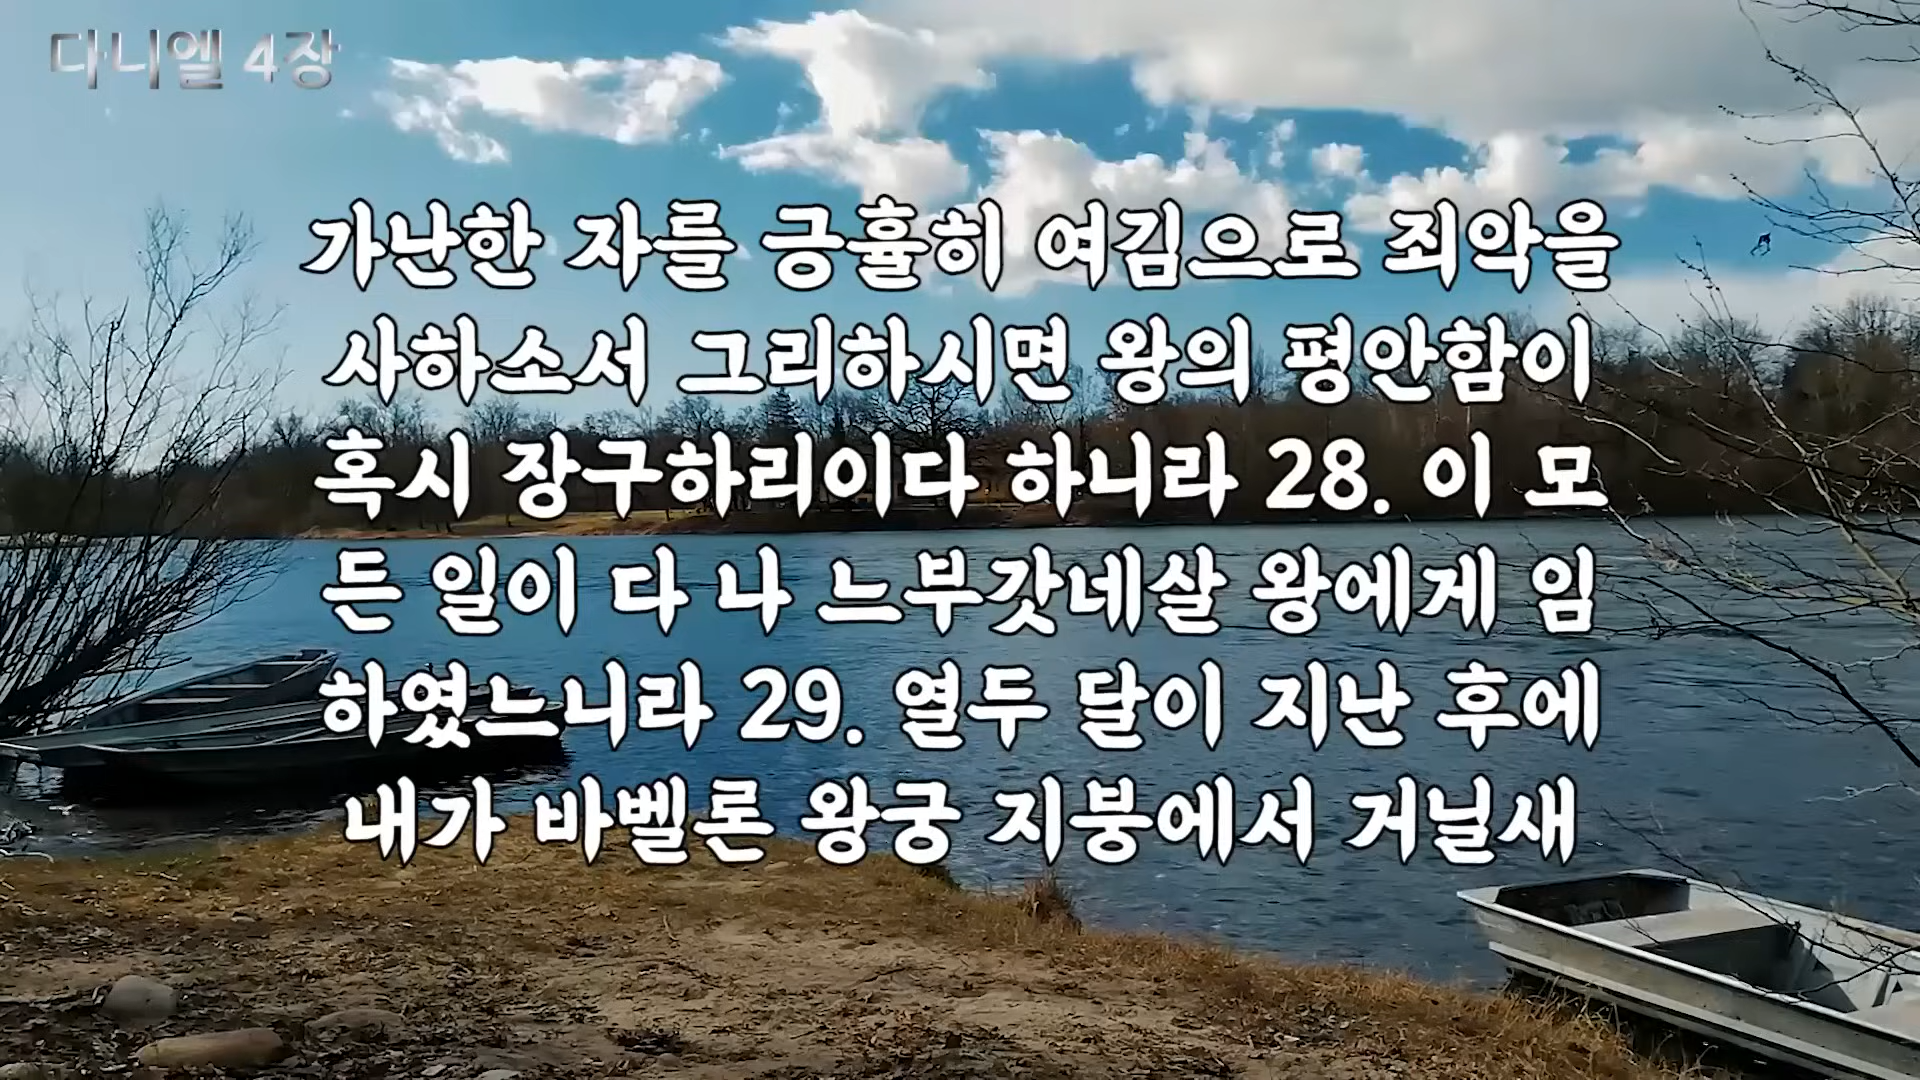 다니엘 4장
가난한 자를 긍휼히 여김으로 죄악을
사하소서 그리하시면 왕의 평안함이
혹시 장구하리이다 하니라 28. 이 모
든 일이 다 나 느부갓네살 왕에게 임
하였느니라 29. 열두 달이 지난 후에
내가 바벨론 왕궁 지붕에서 거닐새